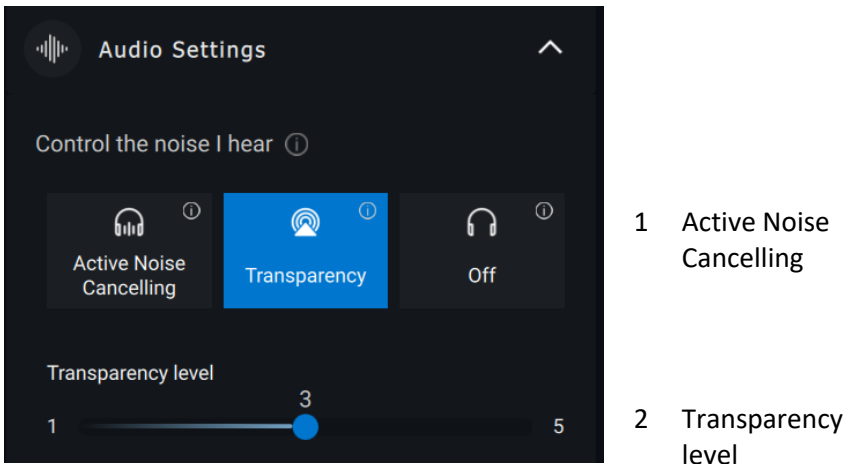 Audio Settings
Control the noise I hear
Active Noise
Cancelling
Transparency
Off
Transparency level
3
1
5
1 Active Noise
Cancelling
2 Transparency
level